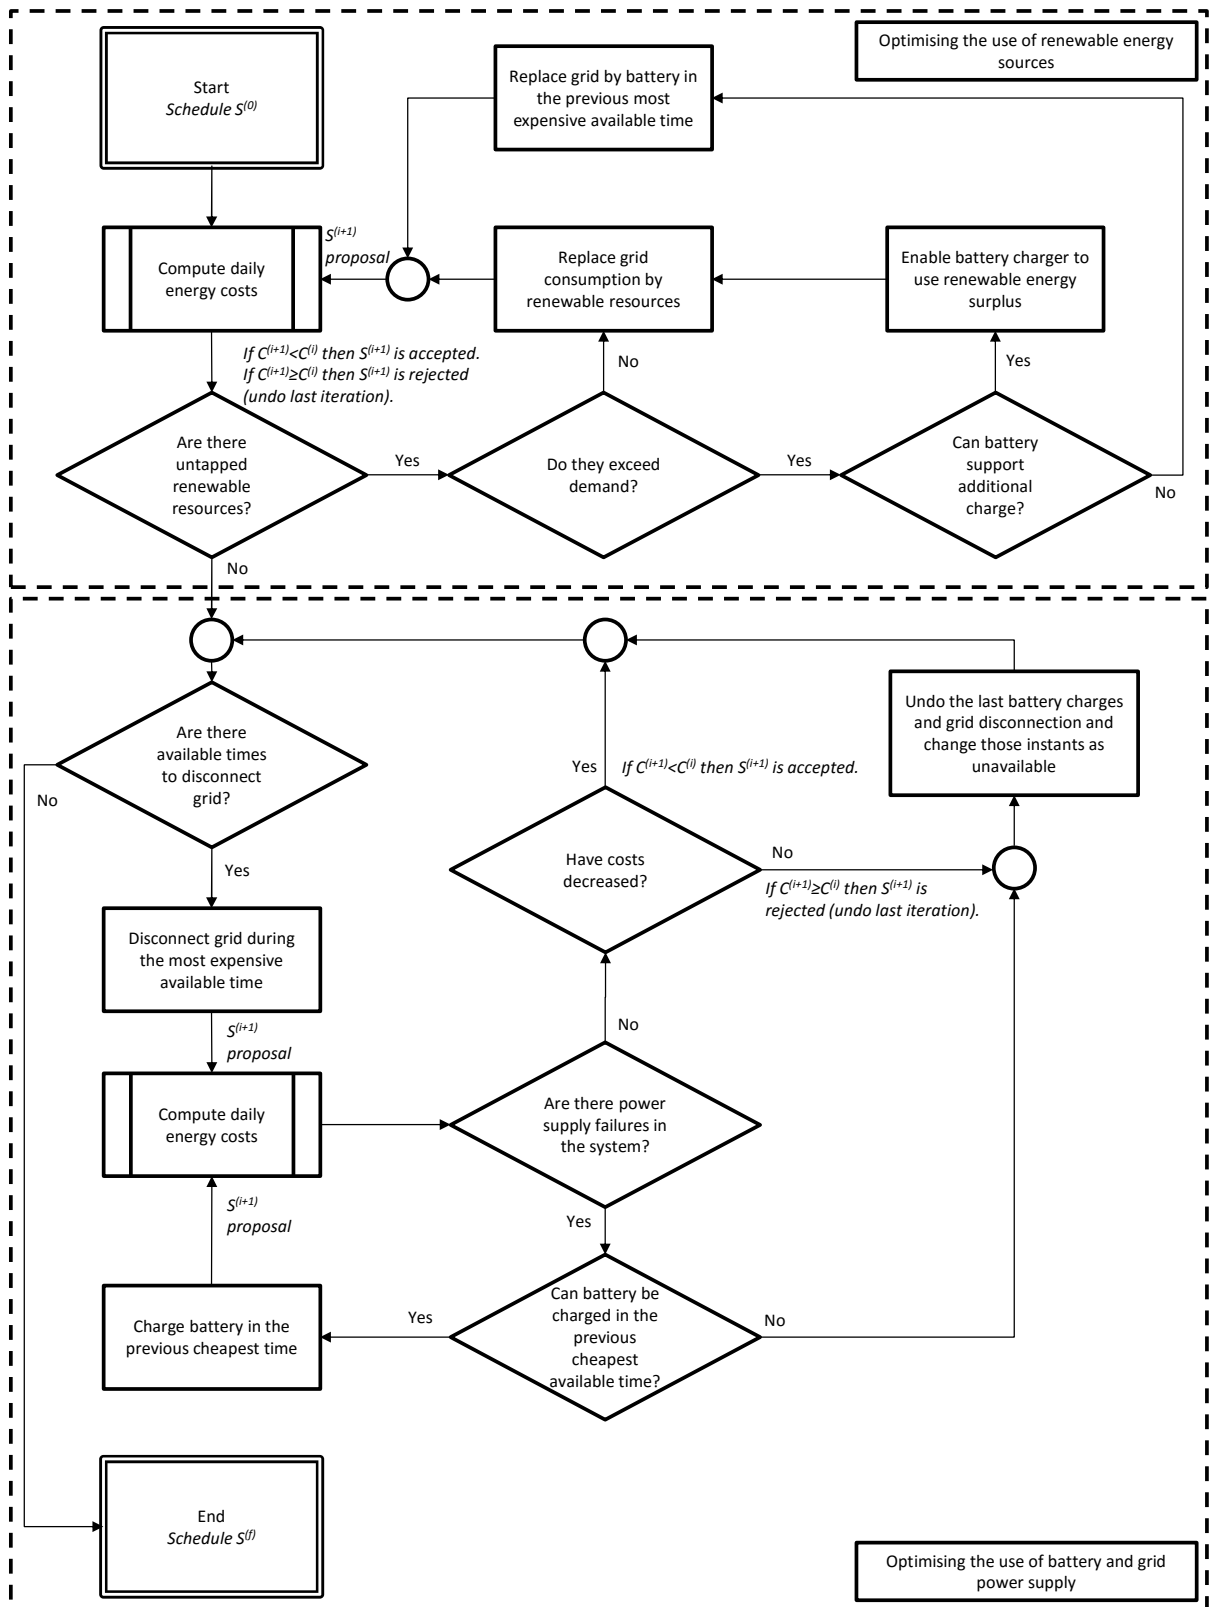 Optimising the use of renewable energy
sources
Start
Schedule S^(0)
Replace grid by battery in
the previous most
expensive available time
S^(i+1)
proposal
Compute daily
energy costs
Replace grid
consumption by
renewable resources
Enable battery charger to
use renewable energy
surplus
If C^(i+1)<C^(i) then S^(i+1) is accepted.
If C^(i+1)≥C^(i) then S^(i+1) is rejected
(undo last iteration).
No
Yes
Are there
untapped
renewable
resources?
Yes
Do they exceed
demand?
Yes
Can battery
support
additional
charge?
No
No
Are there
available times
to disconnect
grid?
No
Yes
Undo the last battery charges
and grid disconnection and
change those instants as
unavailable
Yes
If C^(i+1)<C^(i) then S^(i+1) is accepted.
Have costs
decreased?
No
If C^(i+1)≥C^(i) then S^(i+1) is
rejected (undo last iteration).
Disconnect grid during
the most expensive
available time
S^(i+1)
proposal
No
Compute daily
energy costs
Are there power
supply failures in
the system?
S^(i+1)
proposal
Yes
Charge battery in the
previous cheapest time
Yes
Can battery be
charged in the
previous
cheapest
available time?
No
End
Schedule S^(f)
Optimising the use of battery and grid
power supply